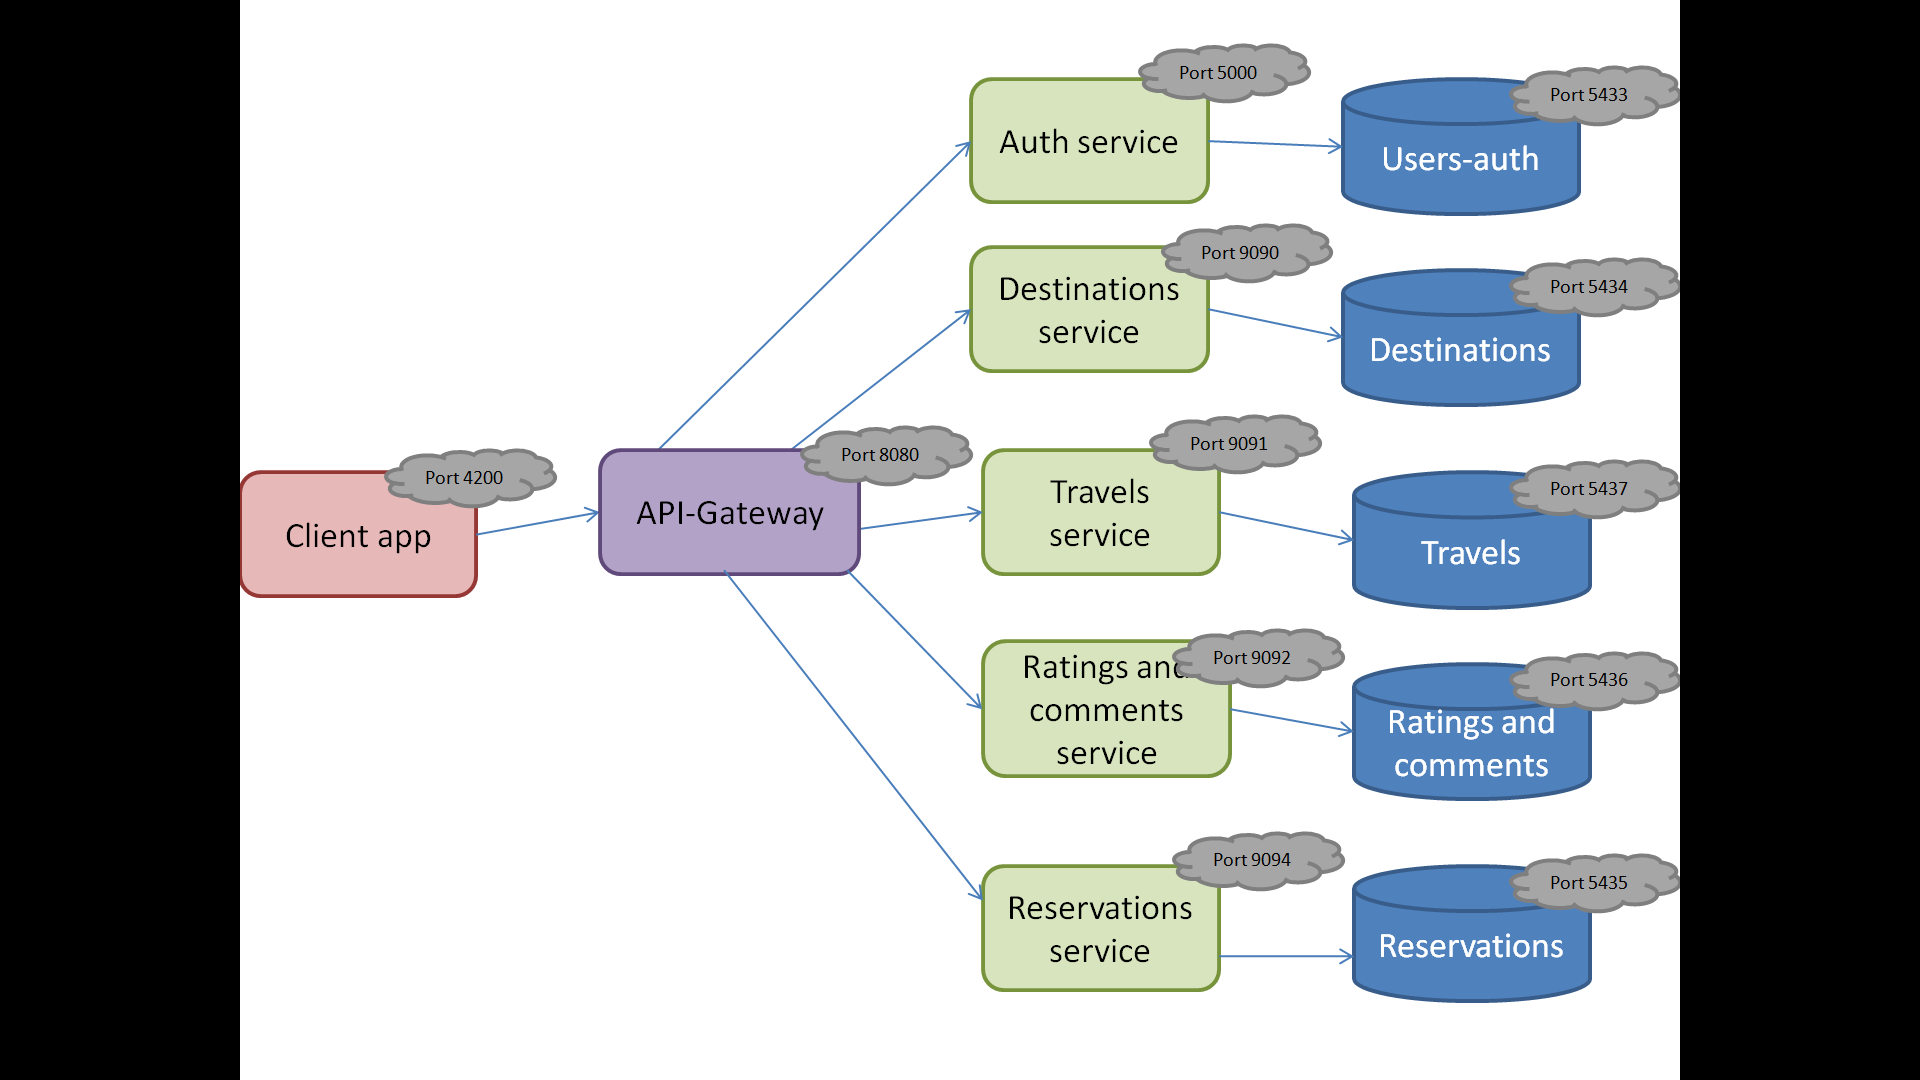 Port 5000
Auth service
Port 5433
Users-auth
Port 9090
Destinations
service
Port 5434
Destinations
Port 4200
Client app
Port 8080
API-Gateway
Port 9091
Travels
service
Port 5437
Travels
Port 9092
Ratings and
comments
service
Port 5436
Ratings and
comments
Port 9094
Reservations
service
Port 5435
Reservations